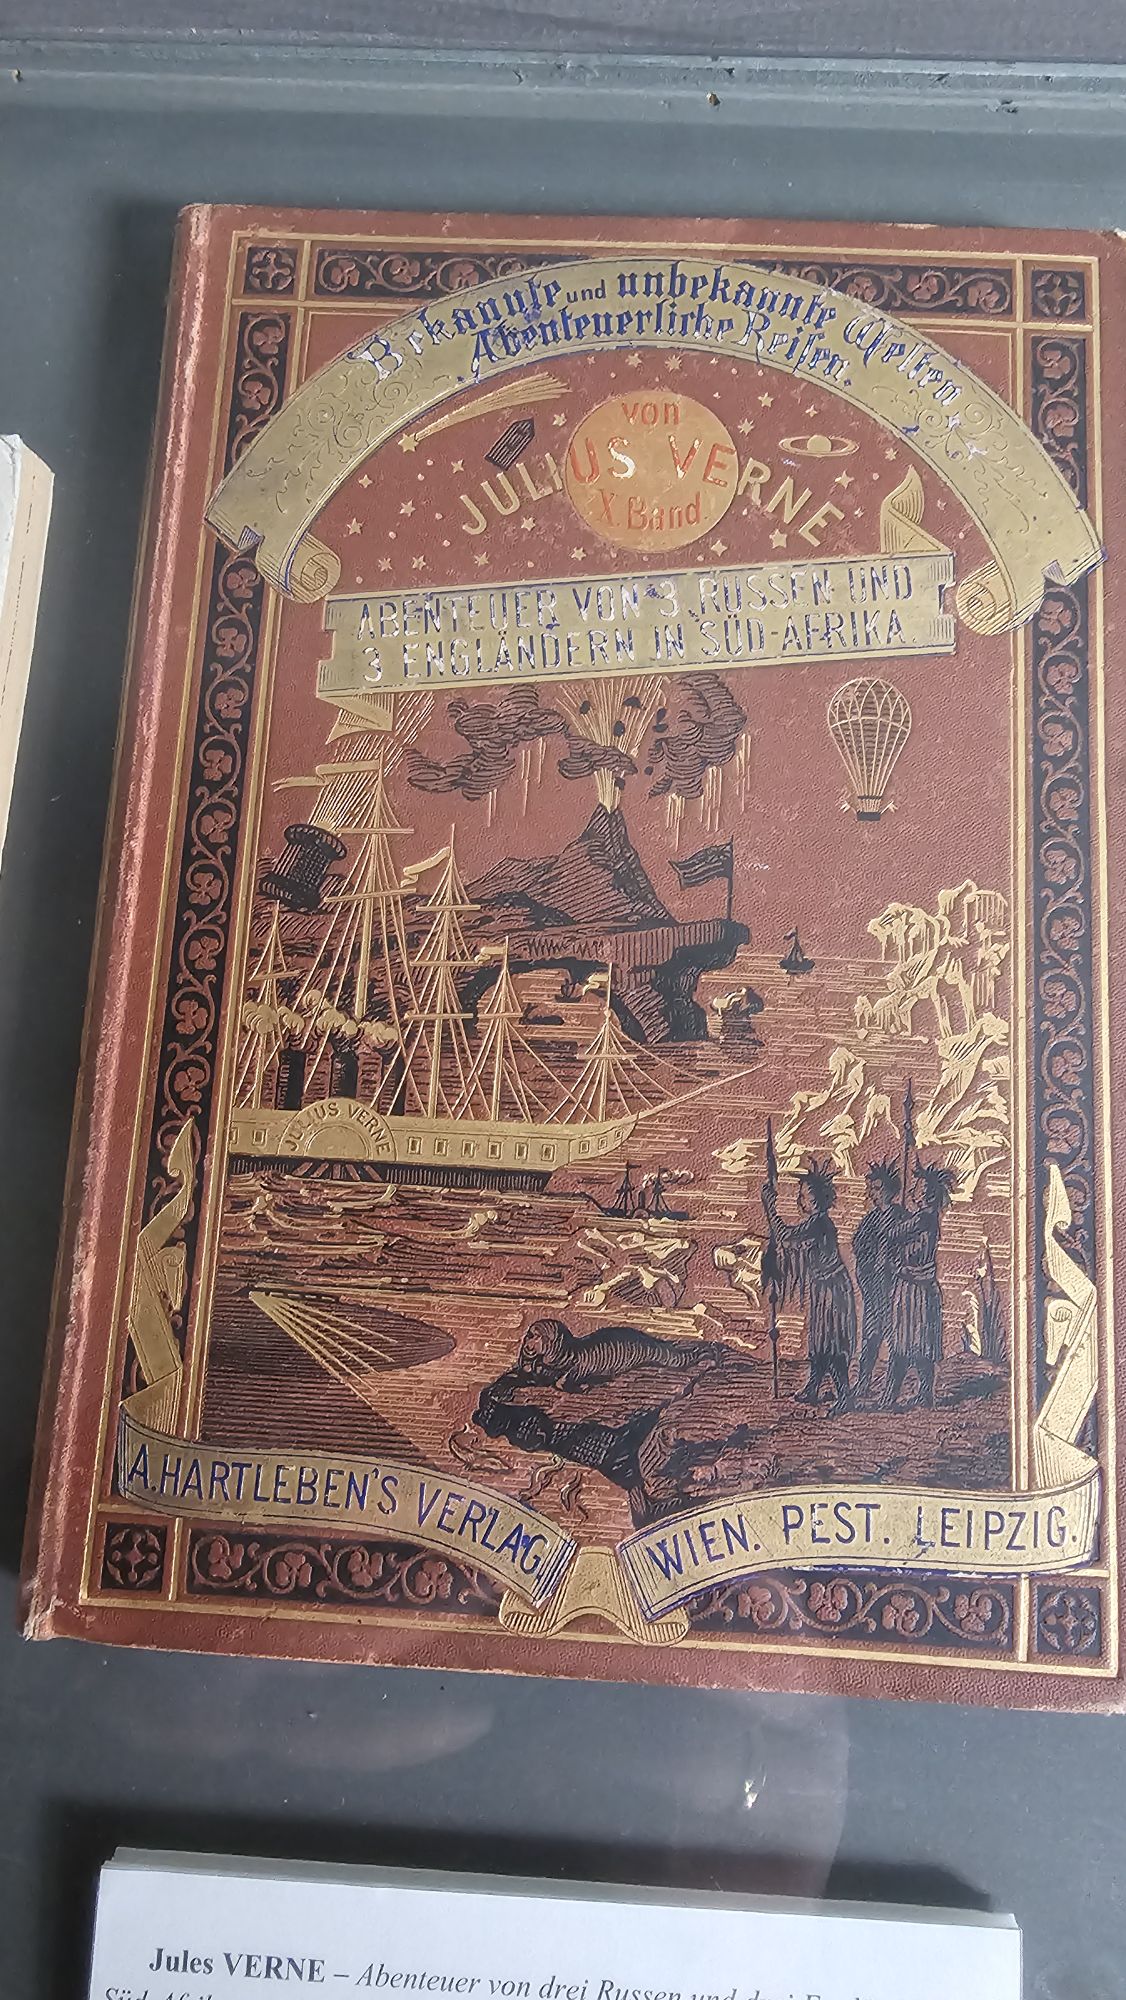 Bekannte und unbekannte Welten.
Abenteuerliche Reisen.
von
JULIUS VERNE
X. Band.
ABENTEUER VON 3 RUSSEN UND
3 ENGLÄNDERN IN SÜD-AFRIKA.
JULIUS VERNE
A. HARTLEBEN'S VERLAG.
WIEN. PEST. LEIPZIG.
Jules VERNE – Abenteuer von drei Russen und drei